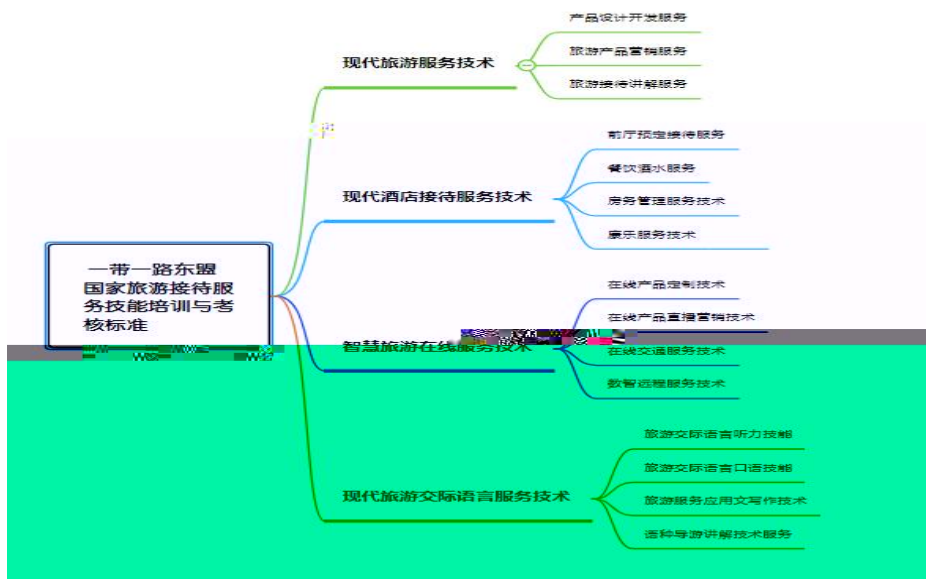 一带一路东盟
国家旅游接待服
务技能培训与考
核标准
现代旅游服务技术
产品设计开发服务
旅游产品营销服务
旅游接待讲解服务
现代酒店接待服务技术
前厅预定接待服务
餐饮酒水服务
房务管理服务技术
康乐服务技术
智慧旅游在线服务技术
在线产品定制技术
在线产品直播营销技术
在线交通服务技术
数智远程服务技术
现代旅游交际语言服务技术
旅游交际语言听力技能
旅游交际语言口语技能
旅游服务应用文写作技术
语种导游讲解技术服务